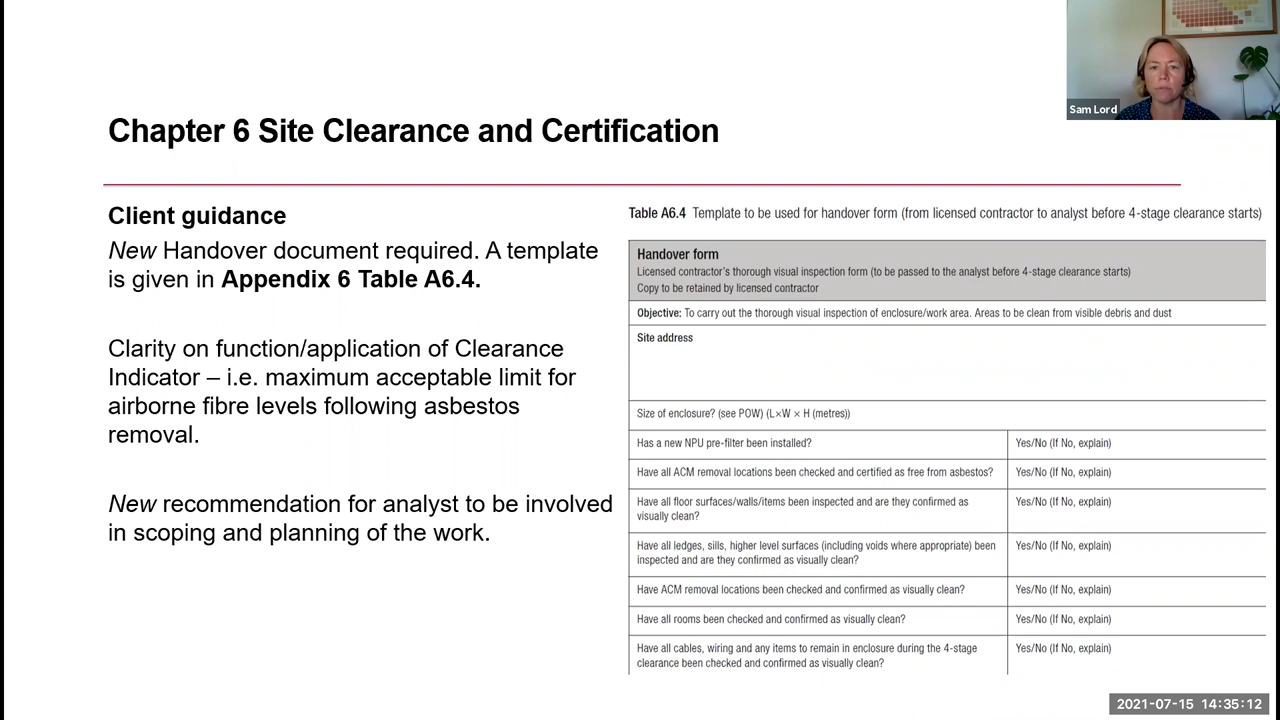 Sam Lord
Chapter 6 Site Clearance and Certification
Client guidance
New Handover document required. A template
is given in Appendix 6 Table A6.4.
Clarity on function/application of Clearance
Indicator – i.e. maximum acceptable limit for
airborne fibre levels following asbestos
removal.
New recommendation for analyst to be involved
in scoping and planning of the work.
Table A6.4 Template to be used for handover form (from licensed contractor to analyst before 4-stage clearance starts)
Handover form
Licensed contractor's thorough visual inspection form (to be passed to the analyst before 4-stage clearance starts)
Copy to be retained by licensed contractor
Objective: To carry out the thorough visual inspection of enclosure/work area. Areas to be clean from visible debris and dust
Site address
Size of enclosure? (see POW) (L×W × H (metres))
Has a new NPU pre-filter been installed? Yes/No (If No, explain)
Have all ACM removal locations been checked and certified as free from asbestos? Yes/No (If No, explain)
Have all floor surfaces/walls/items been inspected and are they confirmed as Yes/No (If No, explain)
visually clean?
Have all ledges, sills, higher level surfaces (including voids where appropriate) been Yes/No (If No, explain)
inspected and are they confirmed as visually clean?
Have ACM removal locations been checked and confirmed as visually clean? Yes/No (If No, explain)
Have all rooms been checked and confirmed as visually clean? Yes/No (If No, explain)
Have all cables, wiring and any items to remain in enclosure during the 4-stage Yes/No (If No, explain)
clearance been checked and confirmed as visually clean?
2021-07-15 14:35:12